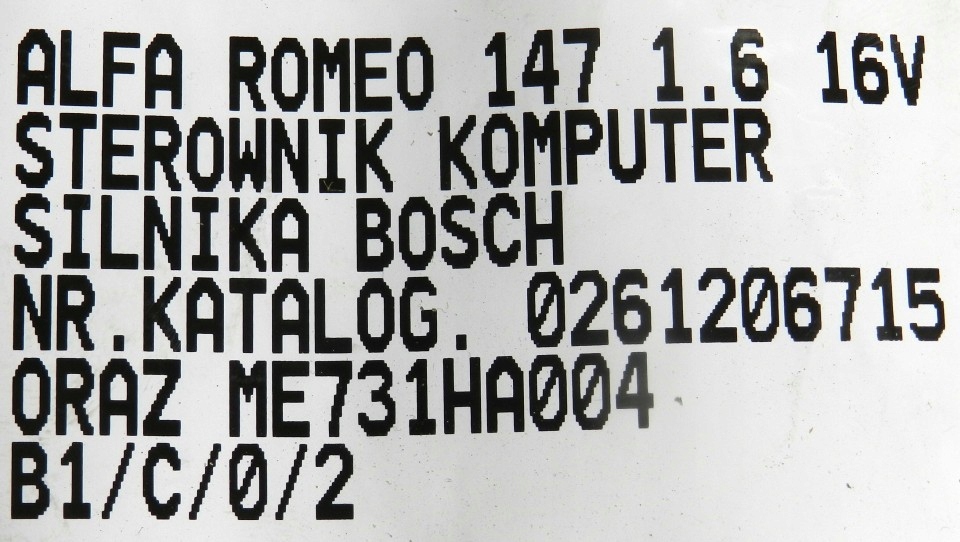 ALFA ROMEO 147 1.6 16V
STEROWNIK KOMPUTER
SILNIKA BOSCH
NR.KATALOG. 0261206715
ORAZ ME731HA004
B1/C/0/2